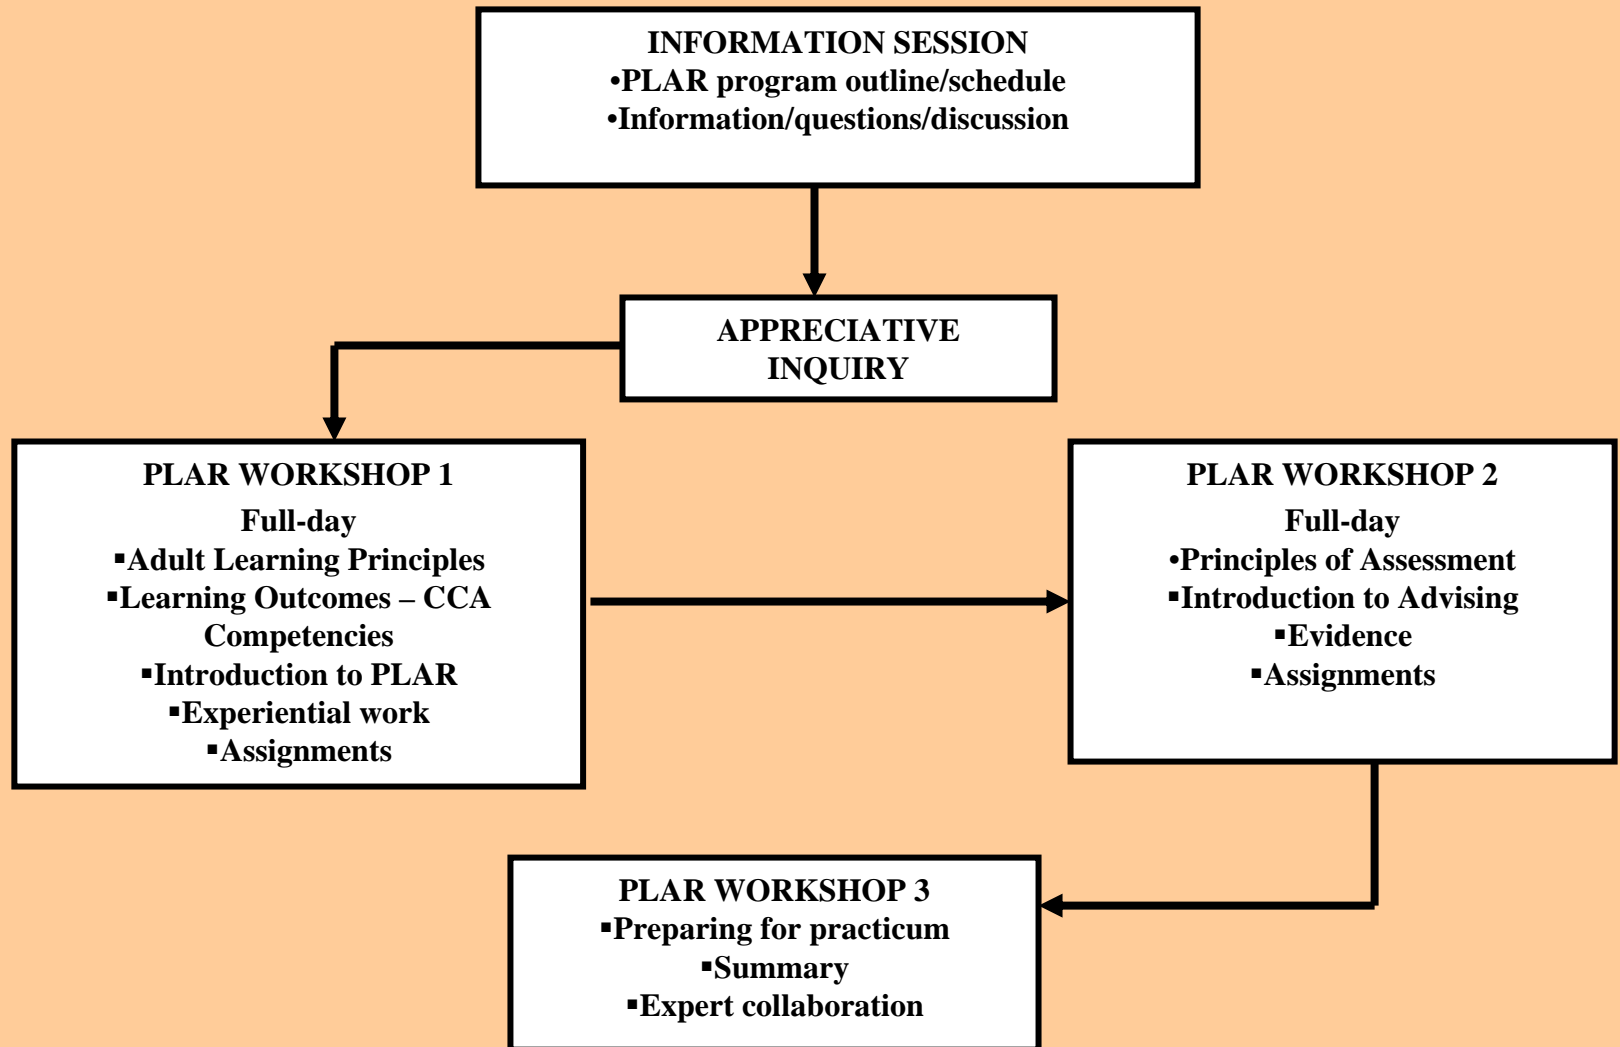 INFORMATION SESSION
•PLAR program outline/schedule
•Information/questions/discussion
APPRECIATIVE
INQUIRY
PLAR WORKSHOP 1
Full-day
▪Adult Learning Principles
▪Learning Outcomes – CCA
Competencies
▪Introduction to PLAR
▪Experiential work
▪Assignments
PLAR WORKSHOP 2
Full-day
•Principles of Assessment
▪Introduction to Advising
▪Evidence
▪Assignments
PLAR WORKSHOP 3
▪Preparing for practicum
▪Summary
▪Expert collaboration